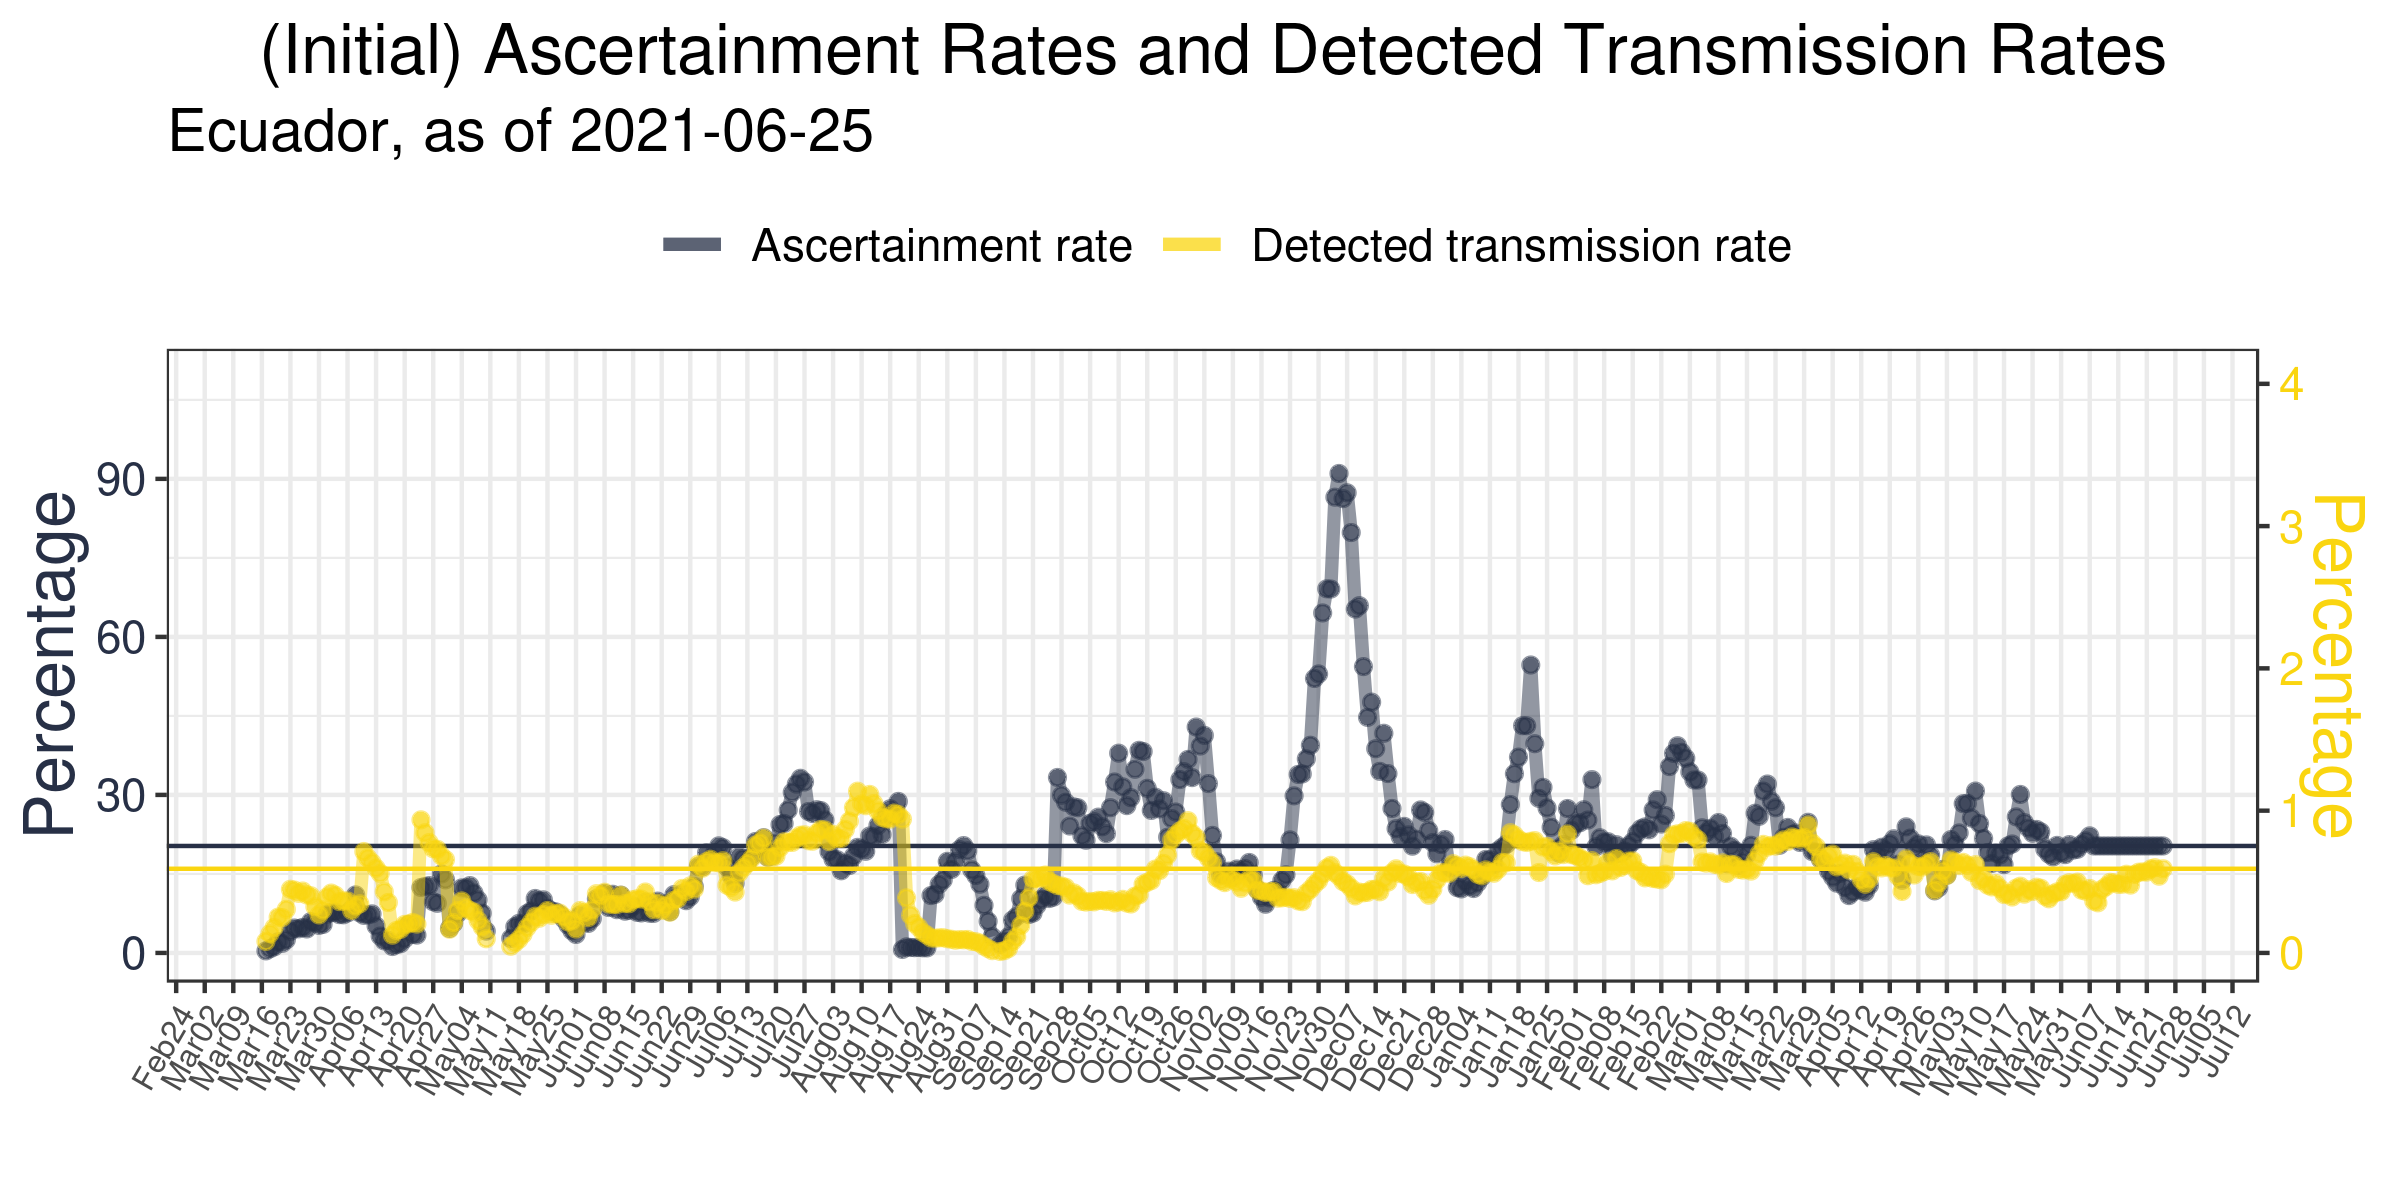 (Initial) Ascertainment Rates and Detected Transmission Rates
Ecuador, as of 2021-06-25
Ascertainment rate Detected transmission rate
Percentage
90
60
30
0
4
3
2
1
0
Percentage
Feb24 Mar02 Mar09 Mar16 Mar23 Mar30 Apr06 Apr13 Apr20 Apr27 May04 May11 May18 May25 Jun01 Jun08 Jun15 Jun22 Jun29 Jul06 Jul13 Jul20 Jul27 Aug03 Aug10 Aug17 Aug24 Aug31 Sep07 Sep14 Sep21 Sep28 Oct05 Oct12 Oct19 Oct26 Nov02 Nov09 Nov16 Nov23 Nov30 Dec07 Dec14 Dec21 Dec28 Jan04 Jan11 Jan18 Jan25 Feb01 Feb08 Feb15 Feb22 Mar01 Mar08 Mar15 Mar22 Mar29 Apr05 Apr12 Apr19 Apr26 May03 May10 May17 May24 May31 Jun07 Jun14 Jun21 Jun28 Jul05 Jul12